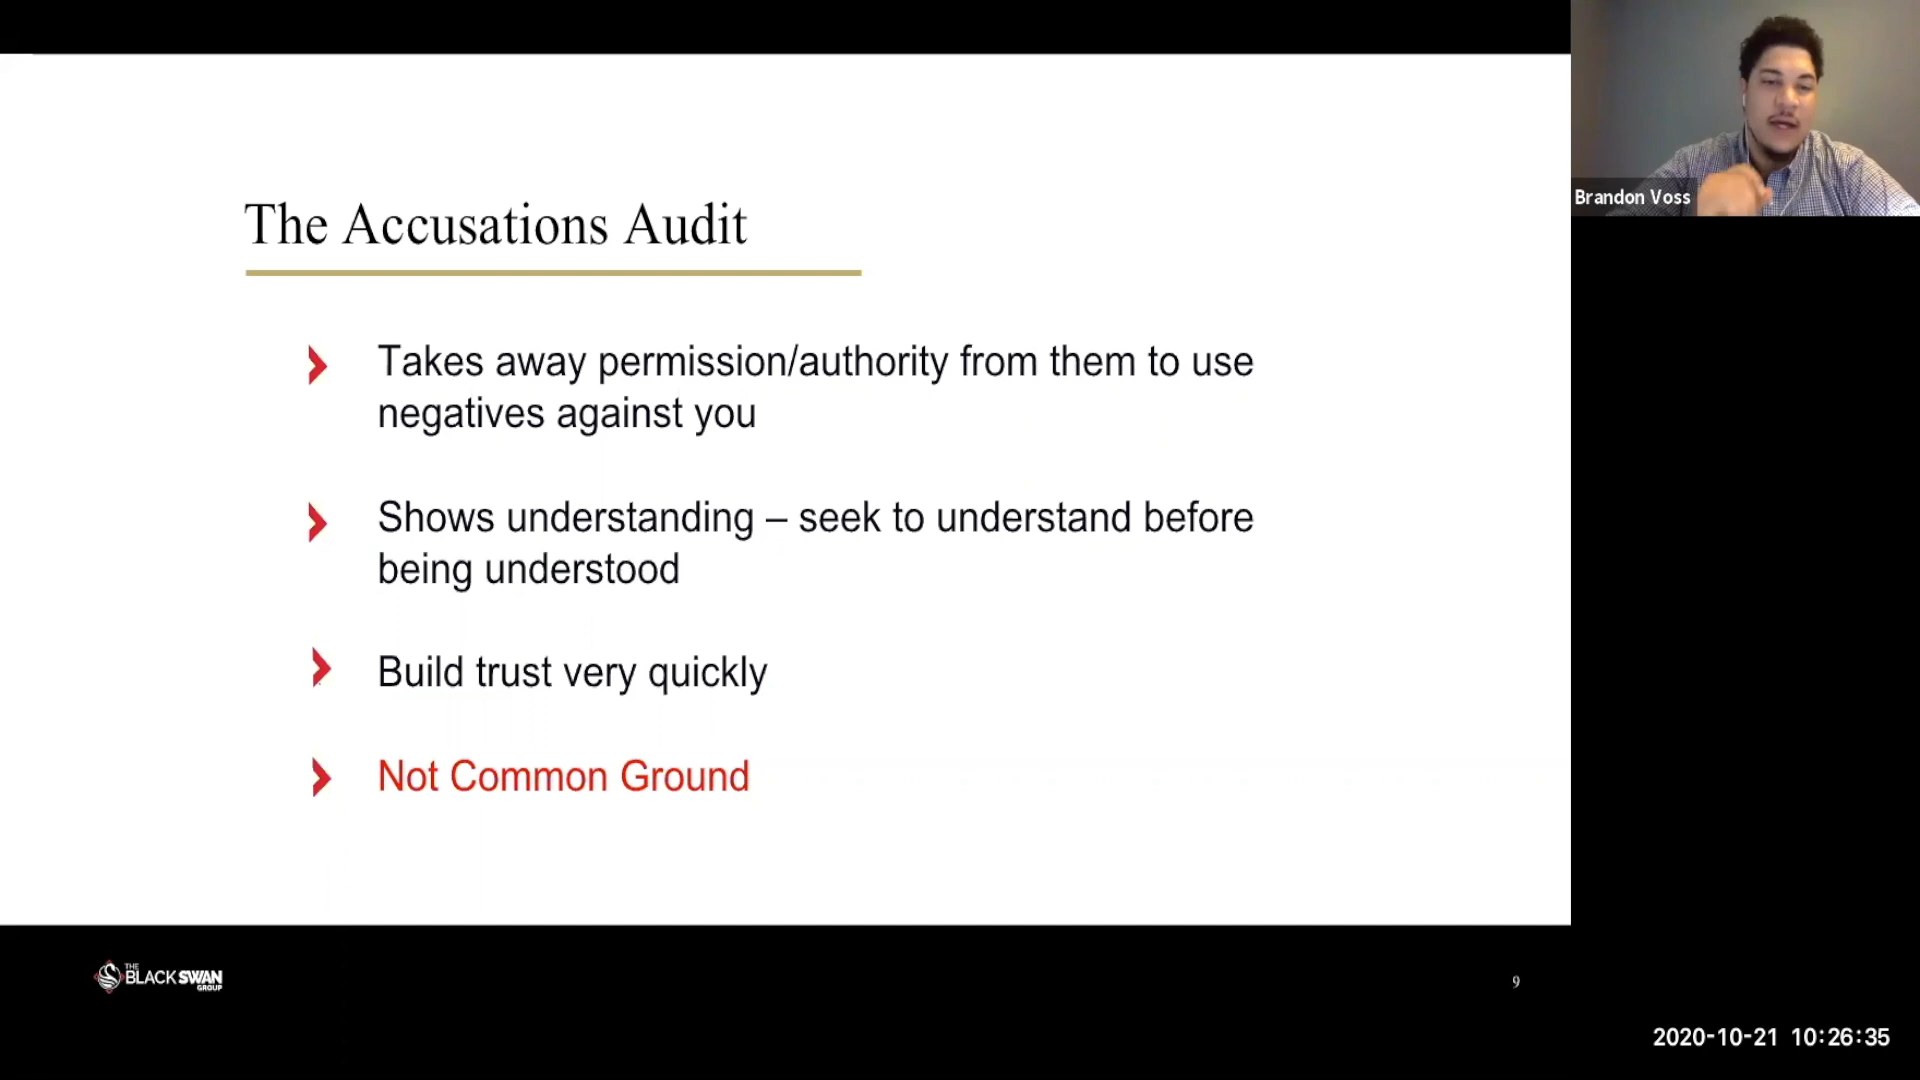 The Accusations Audit
Takes away permission/authority from them to use
negatives against you
Shows understanding – seek to understand before
being understood
Build trust very quickly
Not Common Ground
Brandon Voss
THE
BLACK SWAN
GROUP
9
2020-10-21 10:26:35